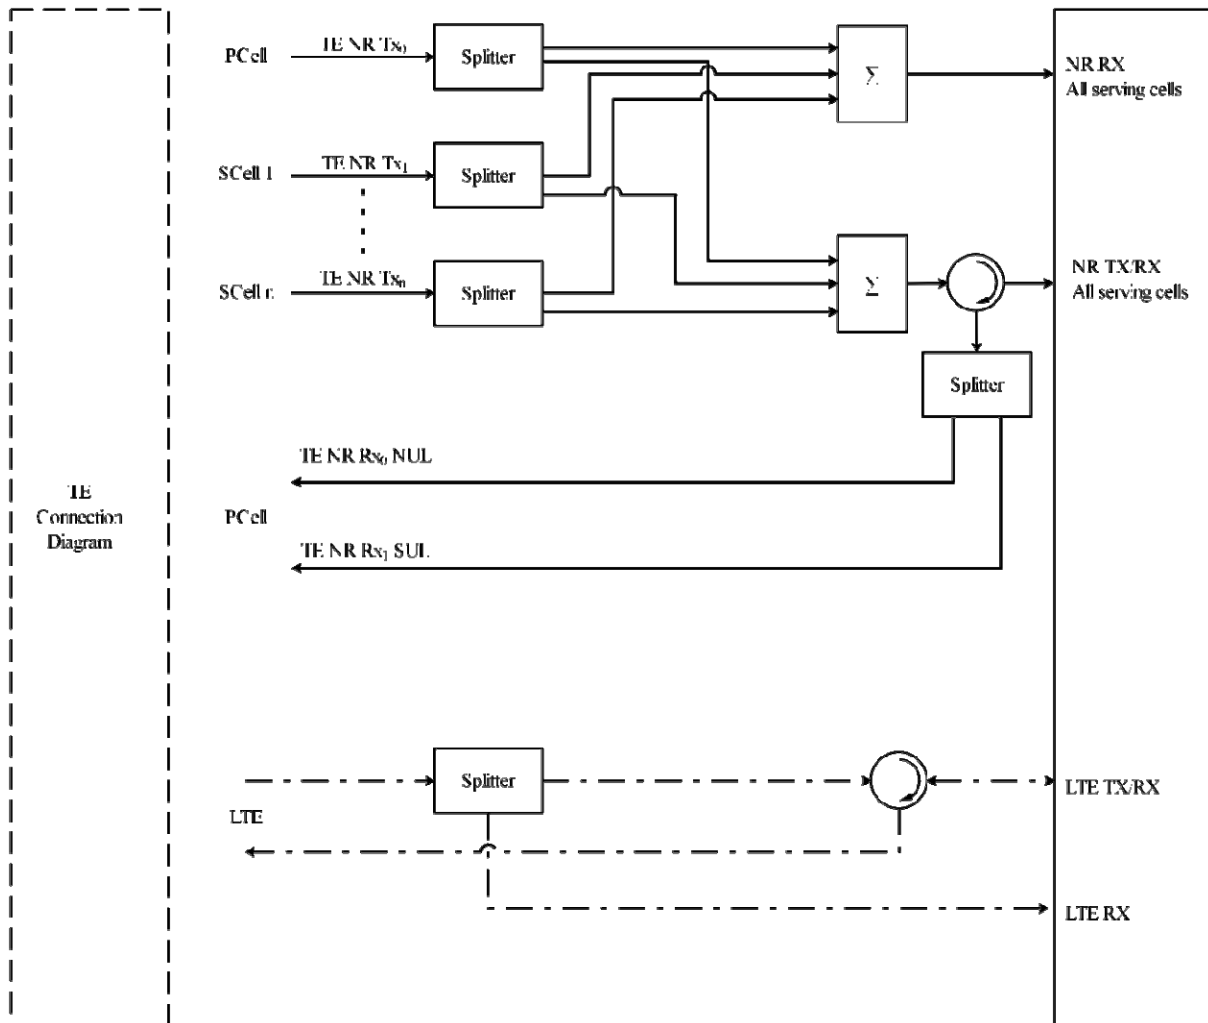 PCell
TE NR Tx0
Splitter
Σ
NR RX
All serving cells
SCell 1
TE NR Tx1
Splitter
SCell n
TE NR Txn
Splitter
Σ
NR TX/RX
All serving cells
Splitter
TE NR Rx0 NUL
TE
Connection
Diagram
PCell
TE NR Rx1 SUL
Splitter
LTE TX/RX
LTE
LTE RX